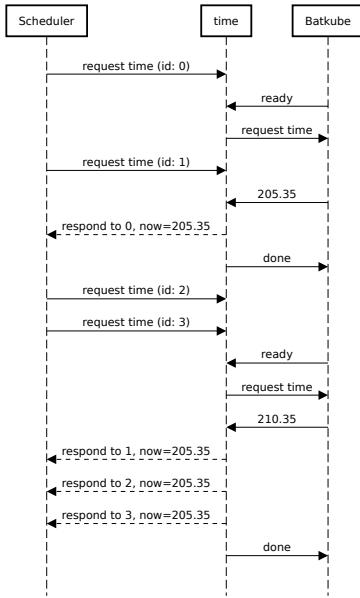 Scheduler
time
Batkube
request time (id: 0)
ready
request time
request time (id: 1)
205.35
respond to 0, now=205.35
done
request time (id: 2)
request time (id: 3)
ready
request time
210.35
respond to 1, now=205.35
respond to 2, now=205.35
respond to 3, now=205.35
done